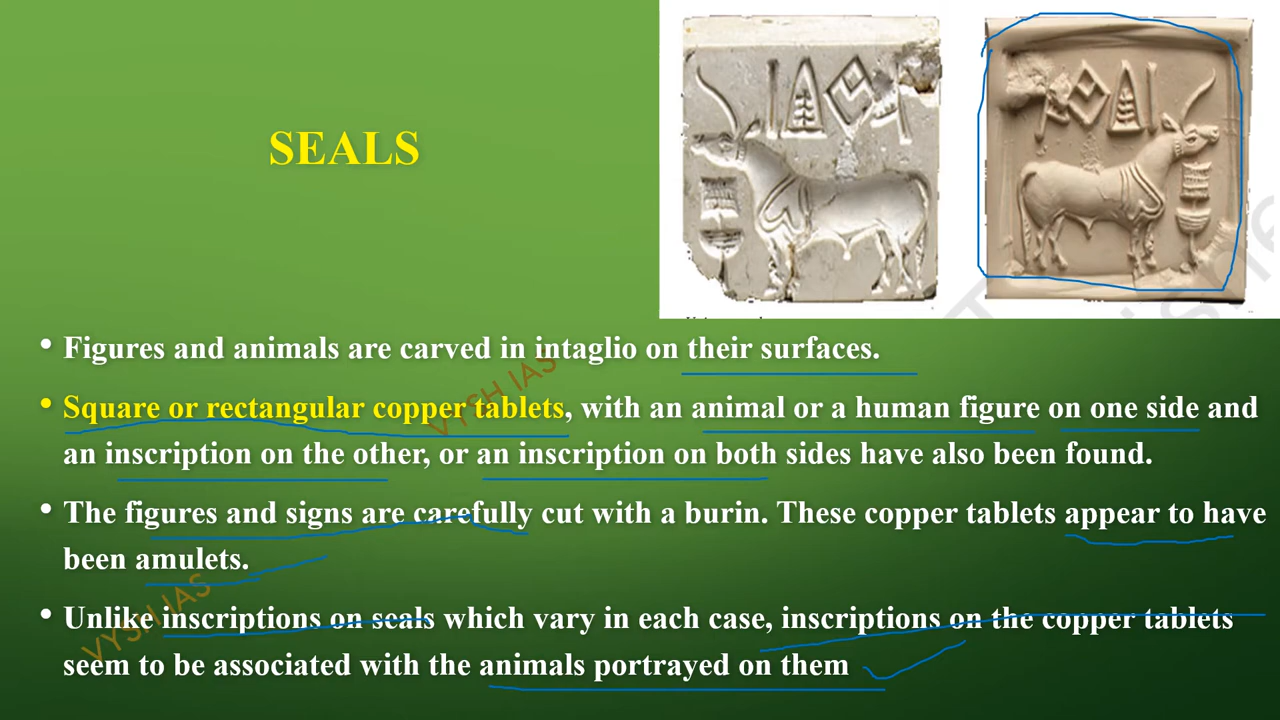 SEALS
• Figures and animals are carved in intaglio on their surfaces.
• Square or rectangular copper tablets, with an animal or a human figure on one side and
an inscription on the other, or an inscription on both sides have also been found.
• The figures and signs are carefully cut with a burin. These copper tablets appear to have
been amulets.
• Unlike inscriptions on seals which vary in each case, inscriptions on the copper tablets
seem to be associated with the animals portrayed on them
VYSH IAS
VYSH IAS